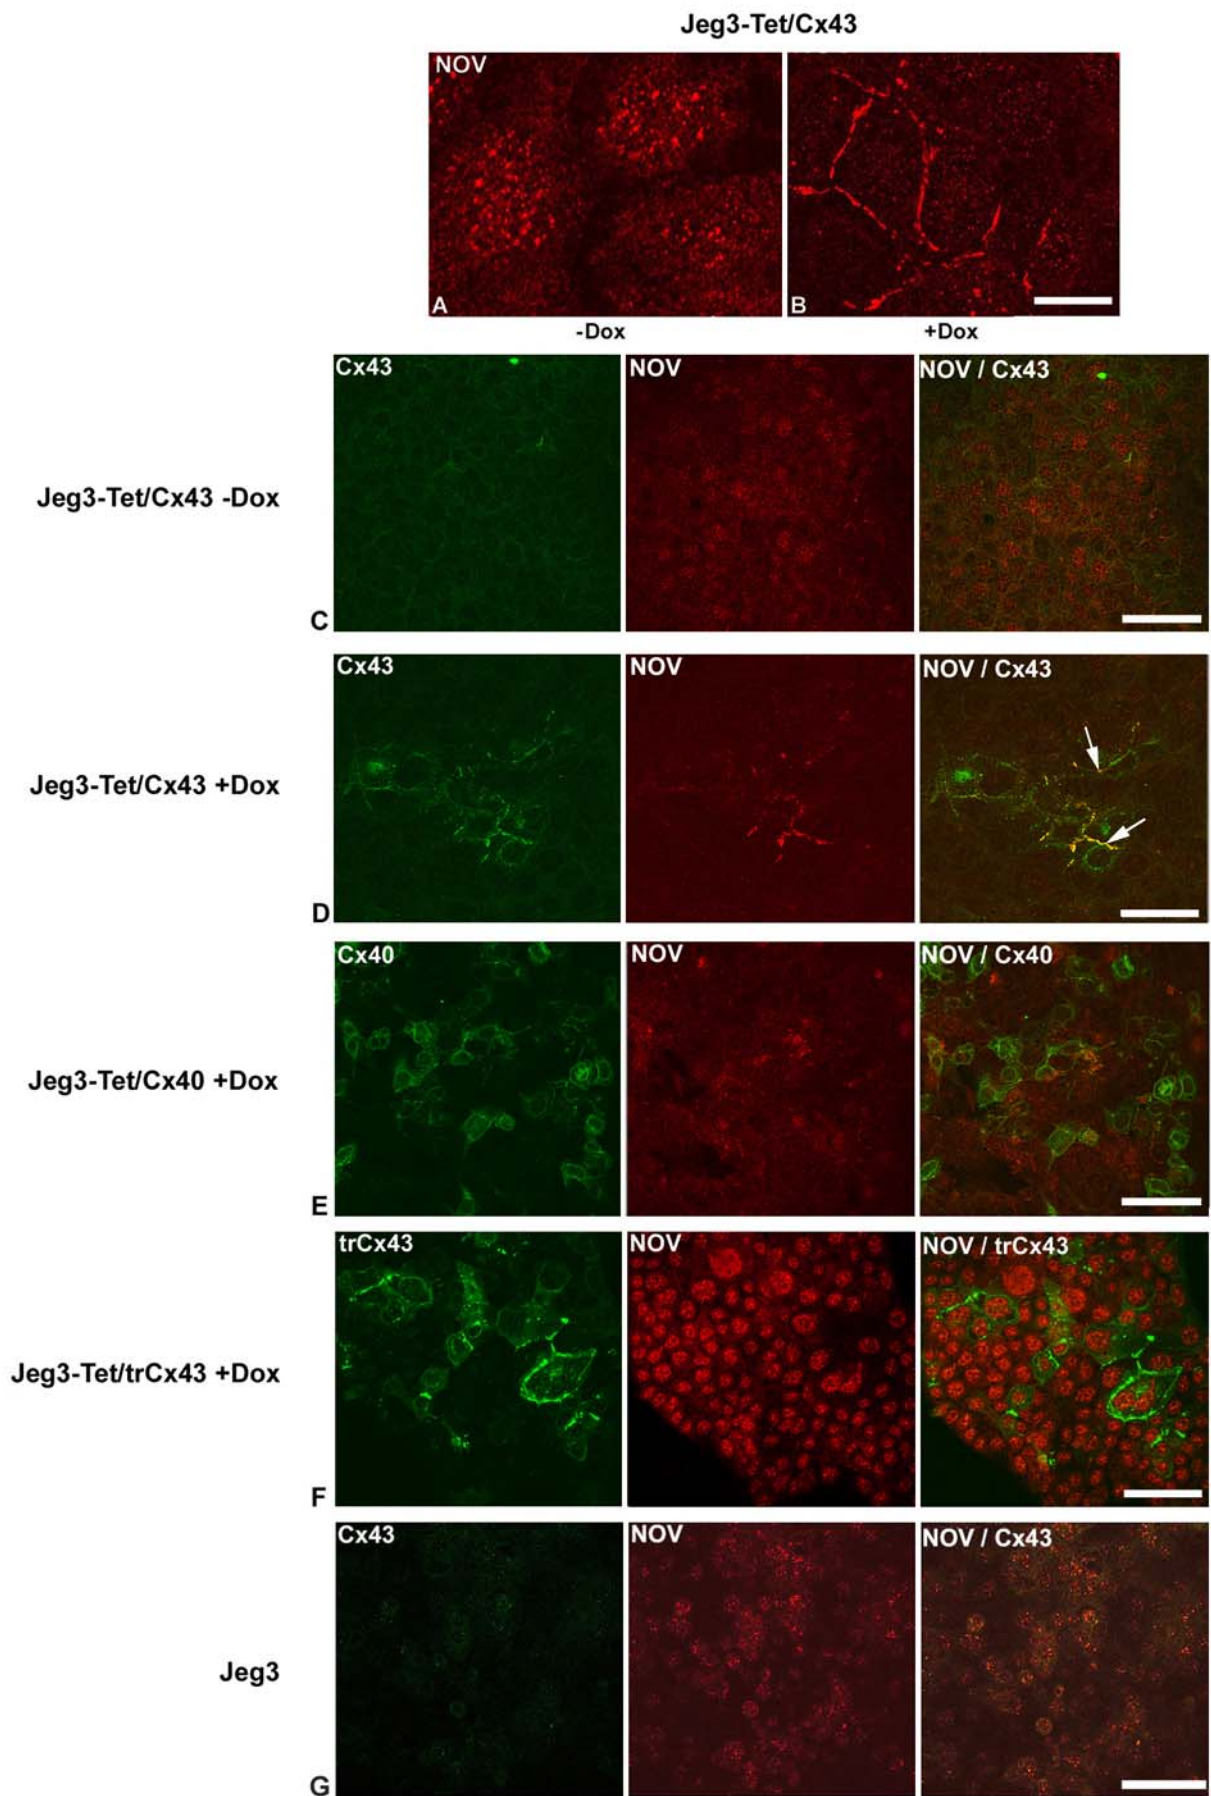 Jeg3-Tet/Cx43
NOV
A
B
-Dox
+Dox
Cx43
NOV
NOV / Cx43
Jeg3-Tet/Cx43 -Dox
C
Cx43
NOV
NOV / Cx43
Jeg3-Tet/Cx43 +Dox
D
Cx40
NOV
NOV / Cx40
Jeg3-Tet/Cx40 +Dox
E
trCx43
NOV
NOV / trCx43
Jeg3-Tet/trCx43 +Dox
F
Cx43
NOV
NOV / Cx43
Jeg3
G